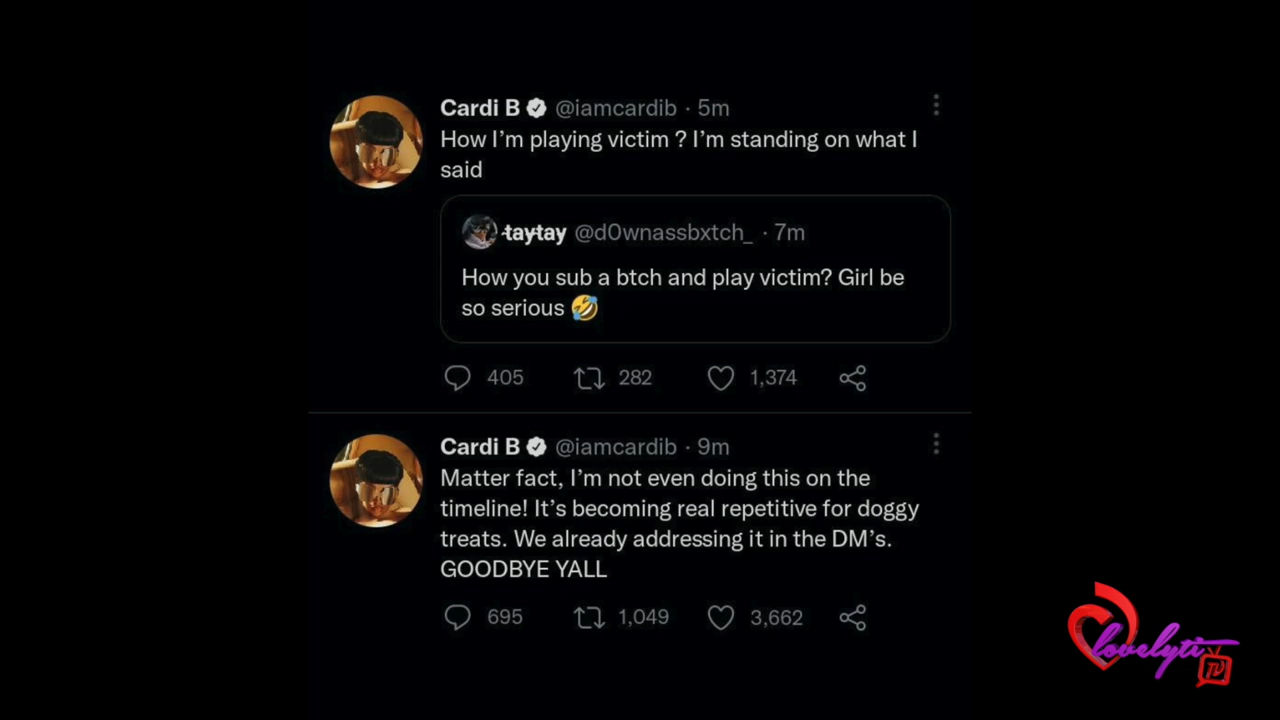 Cardi B @iamcardib · 5m
How I'm playing victim ? I'm standing on what I
said
taytay @d0wnassbxtch_ · 7m
How you sub a btch and play victim? Girl be
so serious 🤣
405 282 1,374
Cardi B @iamcardib · 9m
Matter fact, I'm not even doing this on the
timeline! It's becoming real repetitive for doggy
treats. We already addressing it in the DM's.
GOODBYE YALL
695 1,049 3,662
lovelyti
TV